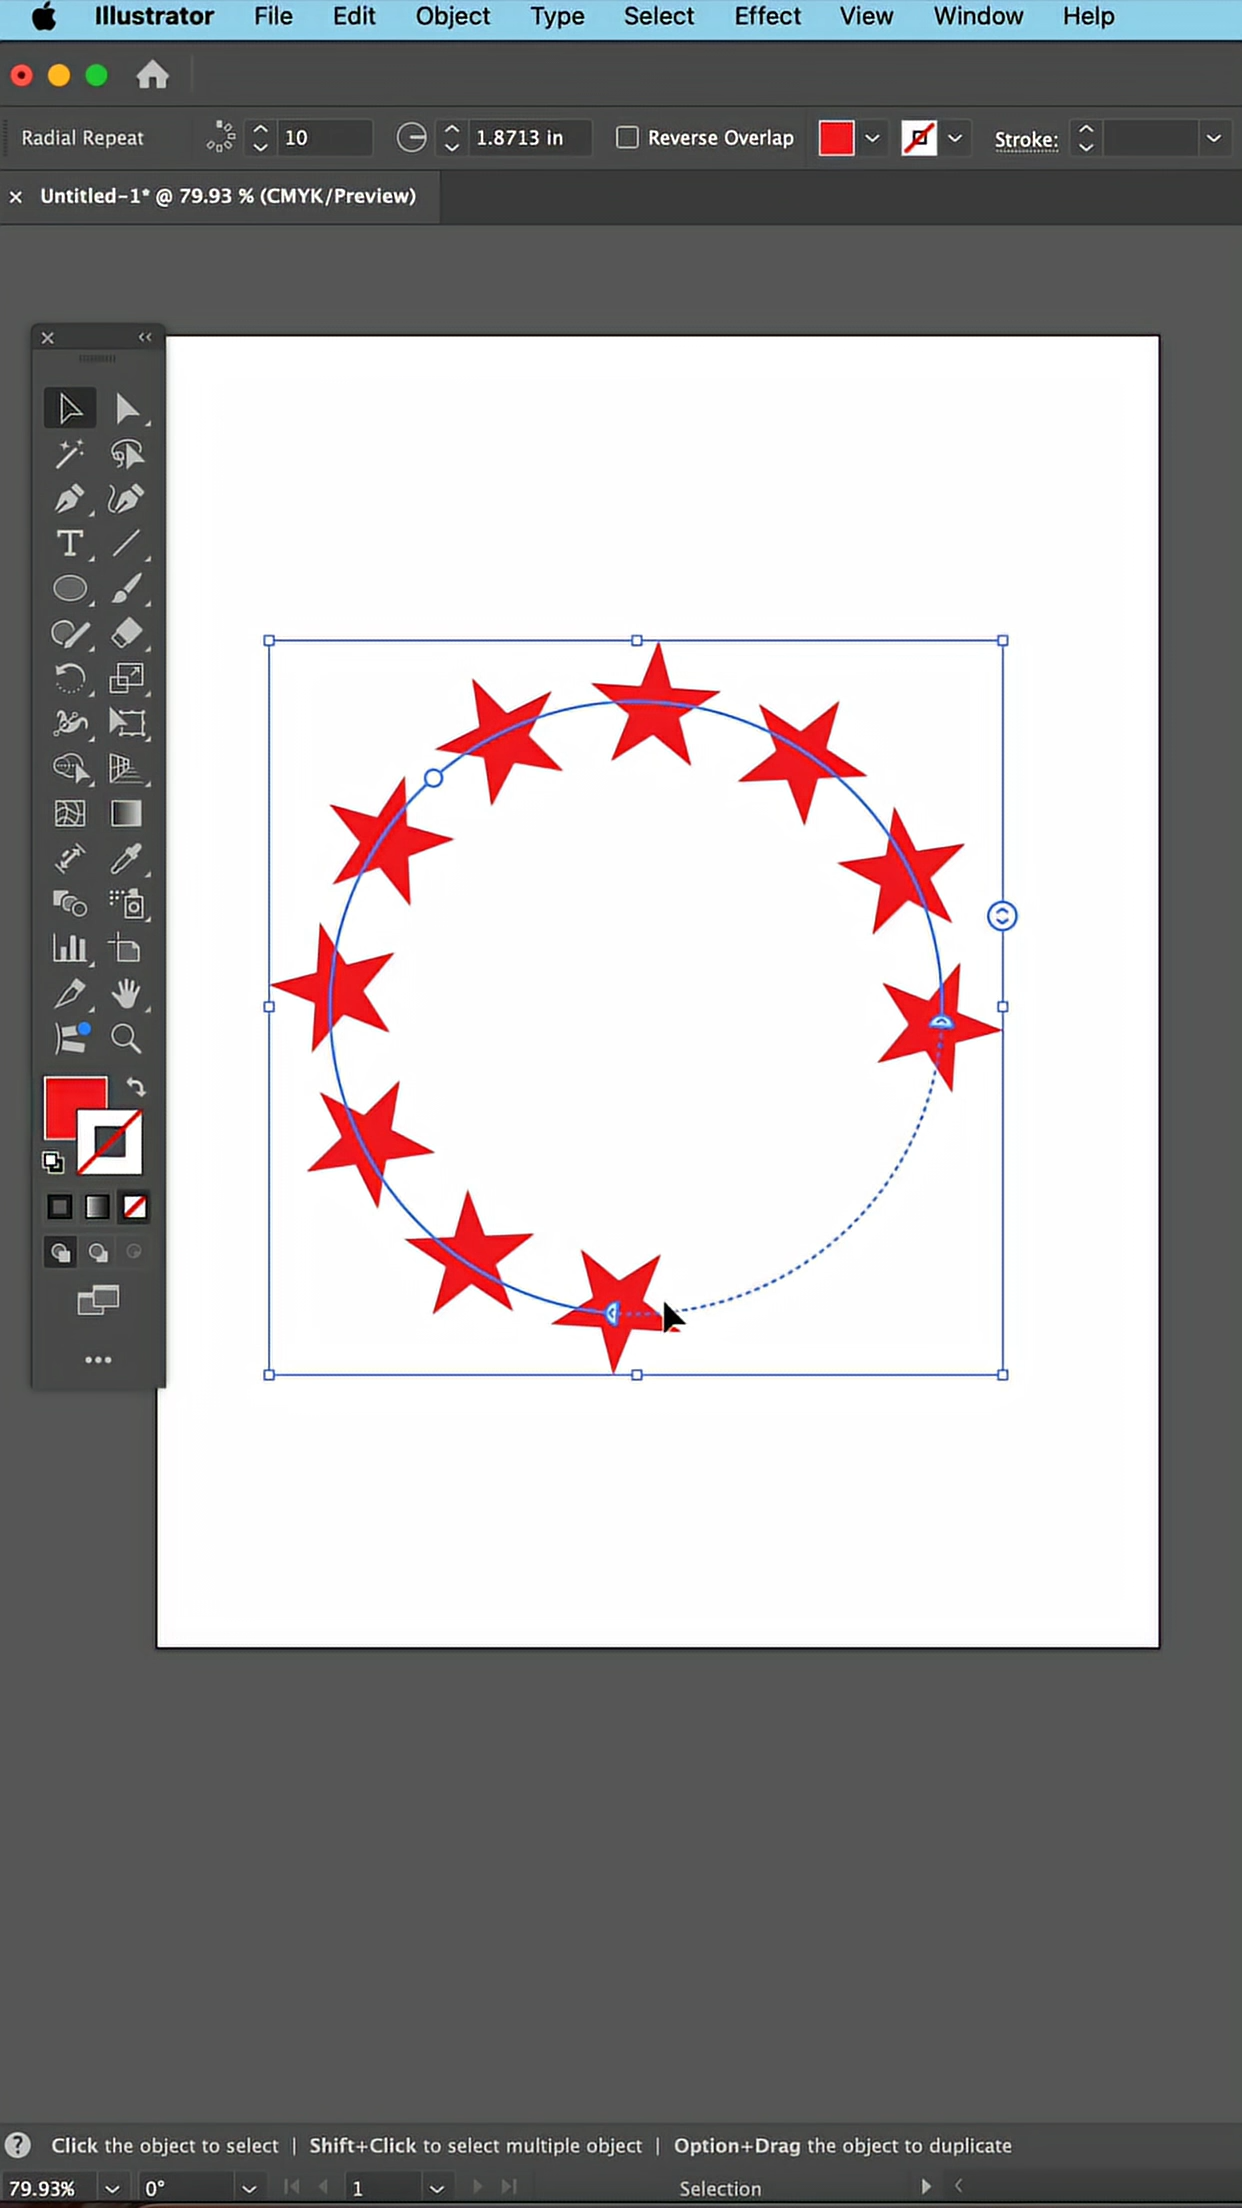 Illustrator File Edit Object Type Select Effect View Window Help
Radial Repeat 10 1.8713 in Reverse Overlap Stroke:
Untitled-1* @ 79.93 % (CMYK/Preview)
T
Click the object to select | Shift+Click to select multiple object | Option+Drag the object to duplicate
79.93% 0° 1 Selection